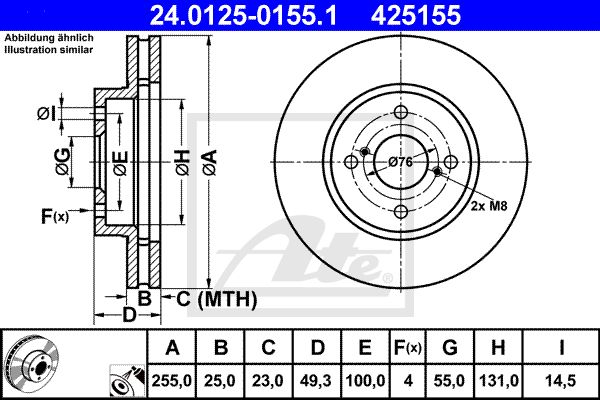 24.0125-0155.1 425155
Abbildung ähnlich
Illustration similar
ØI
ØG
ØE
ØH
ØA
F(x)
B
C (MTH)
D
Ø76
2x M8
Ate
A B C D E F(x) G H I
255,0 25,0 23,0 49,3 100,0 4 55,0 131,0 14,5